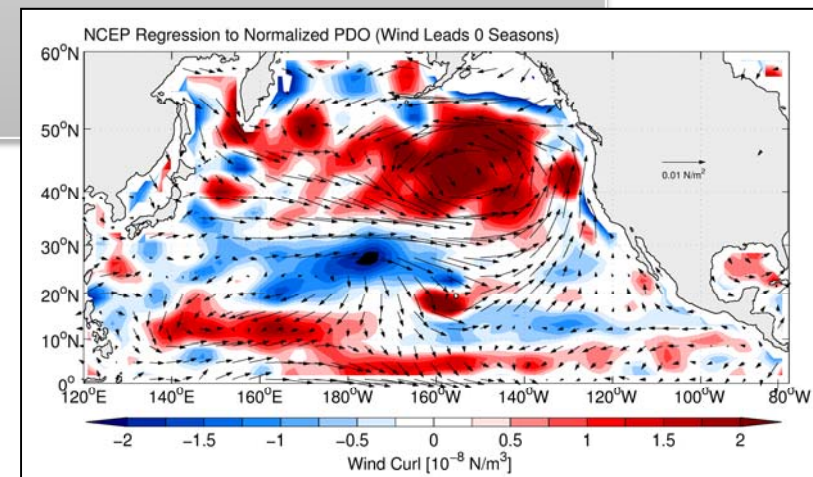 NCEP Regression to Normalized PDO (Wind Leads 0 Seasons)
60°N
50°N
40°N
30°N
20°N
10°N
0°
0.01 N/m²
120°E 140°E 160°E 180°W 160°W 140°W 120°W 100°W 80°W
−2 −1.5 −1 −0.5 0 0.5 1 1.5 2
Wind Curl [10⁻⁸ N/m³]